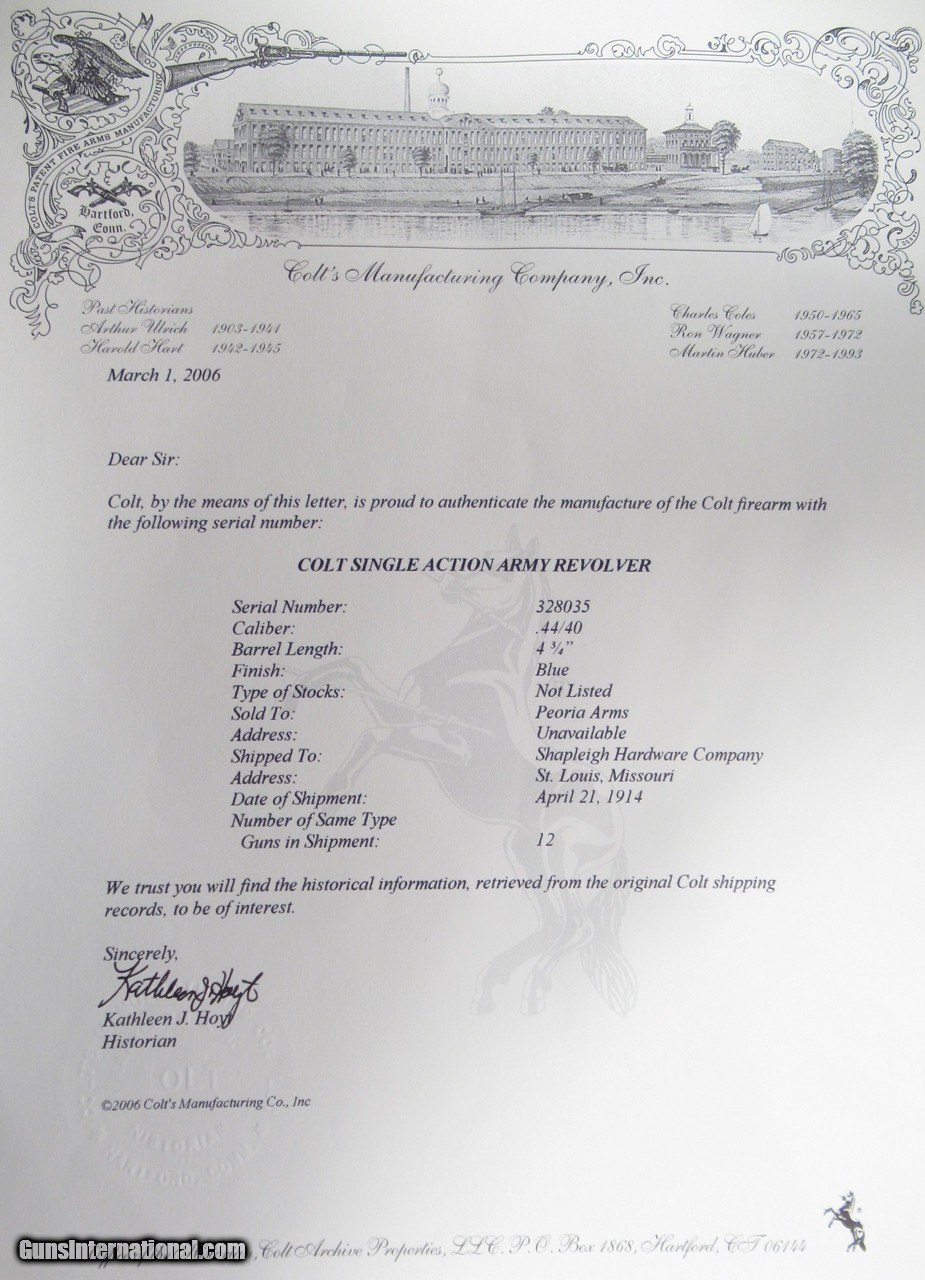 COLT'S PATENT FIRE ARMS MANUFACTURING
Hartford,
Conn.
Colt's Manufacturing Company, Inc.
Past Historians
Arthur Ulrich 1903-1941
Harold Hart 1942-1945
Charles Coles 1950-1965
Ron Wagner 1957-1972
Martin Huber 1972-1993
March 1, 2006
Dear Sir:
Colt, by the means of this letter, is proud to authenticate the manufacture of the Colt firearm with
the following serial number:
COLT SINGLE ACTION ARMY REVOLVER
Serial Number: 328035
Caliber: .44/40
Barrel Length: 4 ¾”
Finish: Blue
Type of Stocks: Not Listed
Sold To: Peoria Arms
Address: Unavailable
Shipped To: Shapleigh Hardware Company
Address: St. Louis, Missouri
Date of Shipment: April 21, 1914
Number of Same Type
Guns in Shipment: 12
We trust you will find the historical information, retrieved from the original Colt shipping
records, to be of interest.
Sincerely,
Kathleen J. Hoyt
Kathleen J. Hoyt
Historian
©2006 Colt's Manufacturing Co., Inc
GunsInternational.com
, Colt Archive Properties, LLC. P.O. Box 1868, Hartford, CT 06144